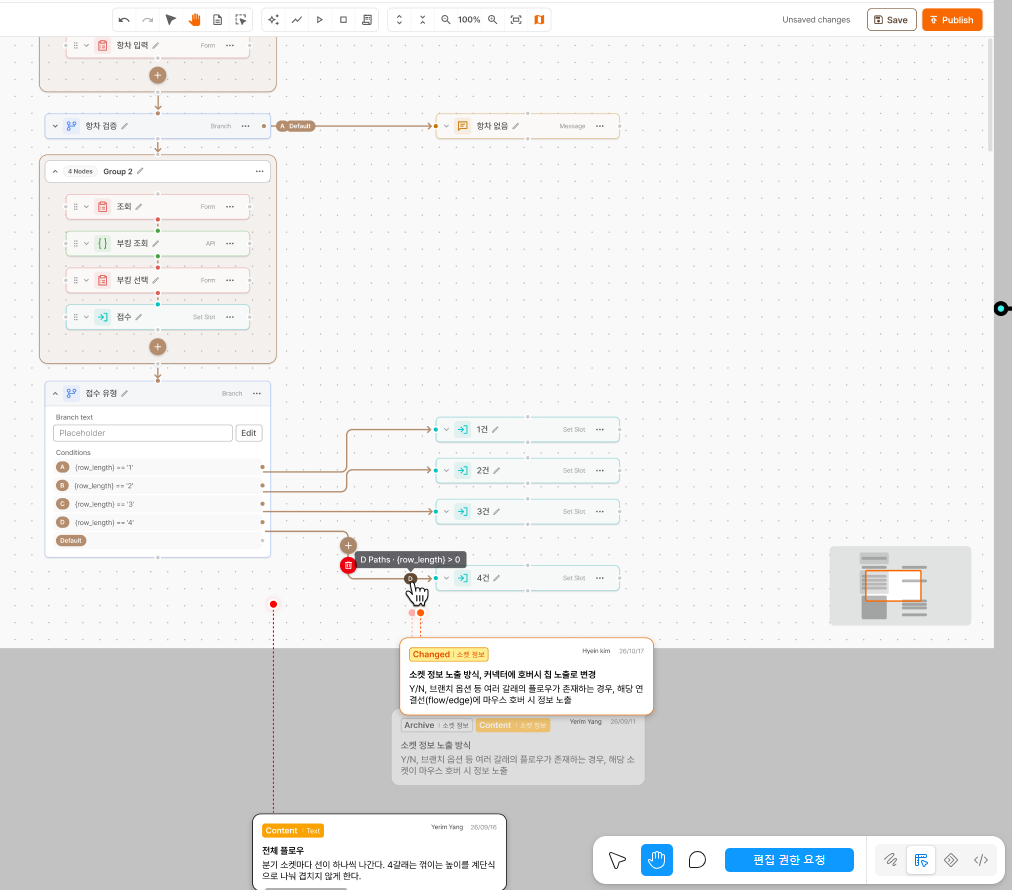 100%
Unsaved changes
Save
Publish
항차 입력
Form
항차 검증
Branch
A Default
항차 없음
Message
4 Nodes
Group 2
조회
Form
부킹 조회
API
부킹 선택
Form
접수
Set Slot
접수 유형
Branch
Branch text
Placeholder
Edit
Conditions
A {row_length} == '1'
B {row_length} == '2'
C {row_length} == '3'
D {row_length} == '4'
Default
1건
Set Slot
2건
Set Slot
3건
Set Slot
D Paths · {row_length} > 0
D
4건
Set Slot
Changed 소켓 정보
Hyein kim 26/10/17
소켓 정보 노출 방식, 커넥터에 호버시 칩 노출로 변경
Y/N, 브랜치 옵션 등 여러 갈래의 플로우가 존재하는 경우, 해당 연
결선(flow/edge)에 마우스 호버 시 정보 노출
Archive 소켓 정보
Content 소켓 정보
Yerim Yang 26/09/11
소켓 정보 노출 방식
Y/N, 브랜치 옵션 등 여러 갈래의 플로우가 존재하는 경우, 해당 소
켓이 마우스 호버 시 정보 노출
Content Text
Yerim Yang 26/09/16
전체 플로우
분기 소켓마다 선이 하나씩 나간다. 4갈래는 꺾이는 높이를 계단식
으로 나눠 겹치지 않게 한다.
편집 권한 요청